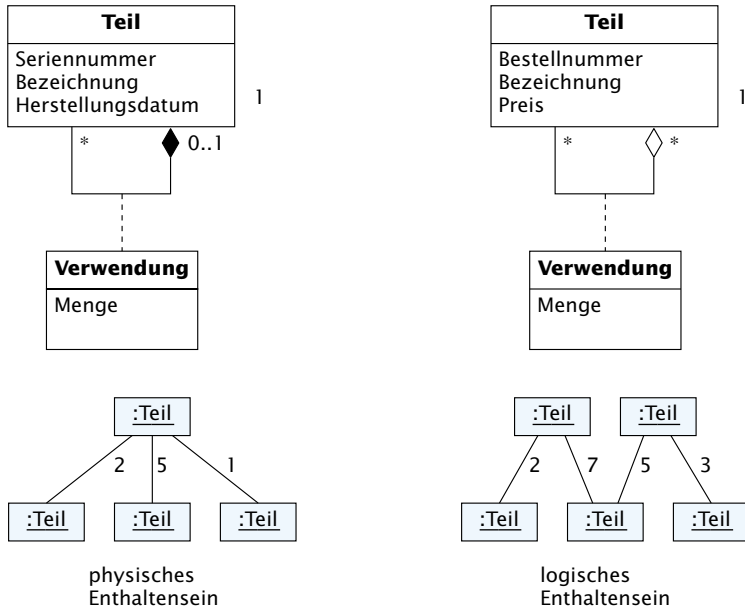 Teil
Seriennummer
Bezeichnung
Herstellungsdatum
1
* 0..1
Verwendung
Menge
:Teil
2 5 1
:Teil :Teil :Teil
physisches
Enthaltensein
Teil
Bestellnummer
Bezeichnung
Preis
1
* *
Verwendung
Menge
:Teil :Teil
2 7 5 3
:Teil :Teil :Teil
logisches
Enthaltensein